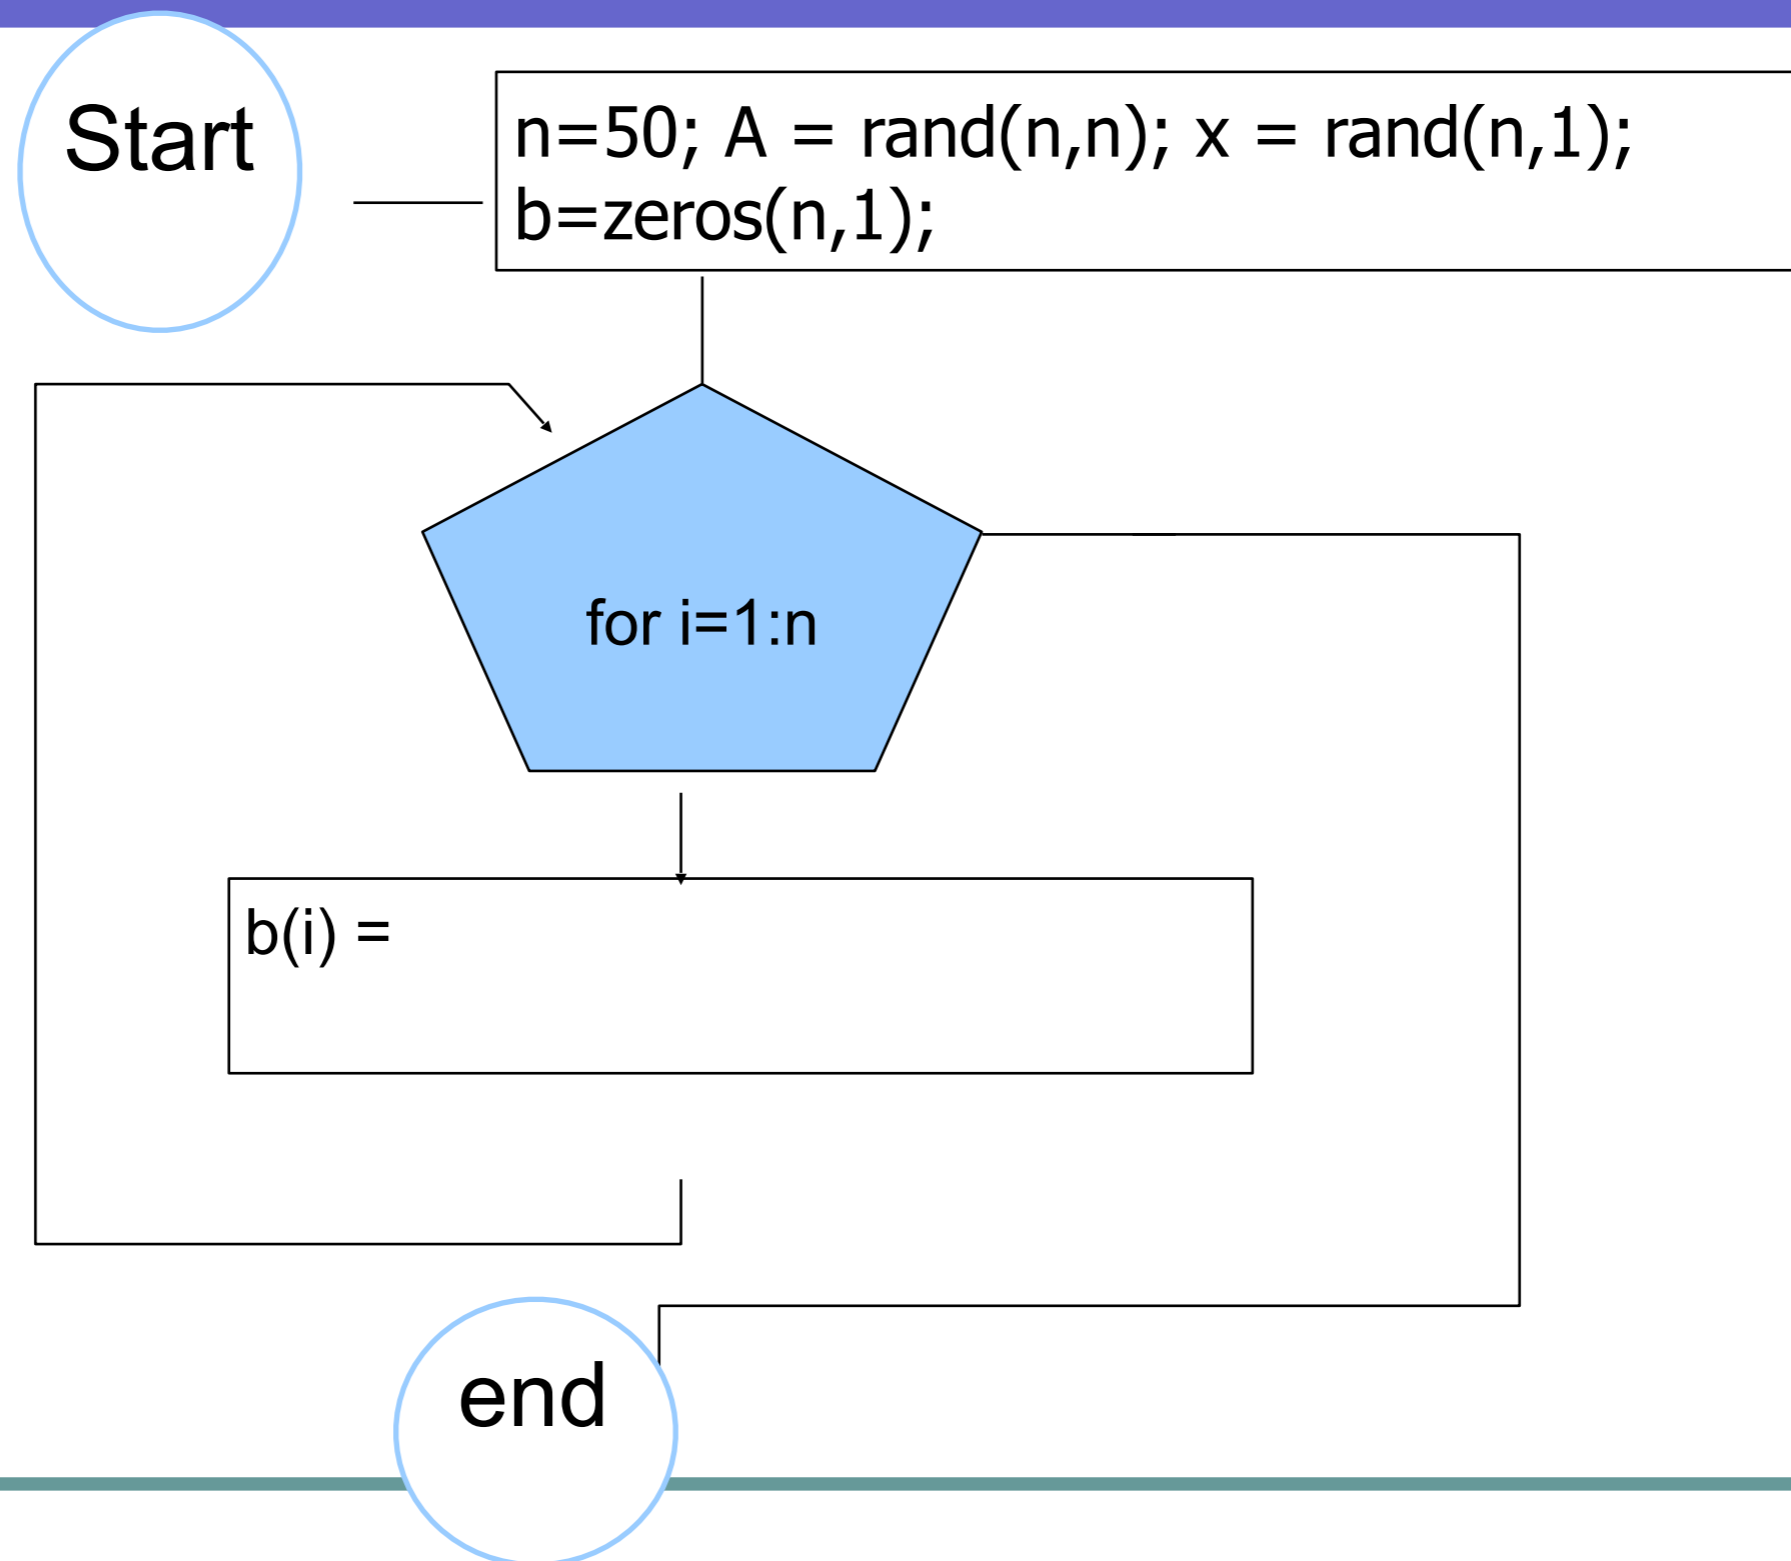 Start
n=50; A = rand(n,n); x = rand(n,1);
b=zeros(n,1);
for i=1:n
b(i) =
end